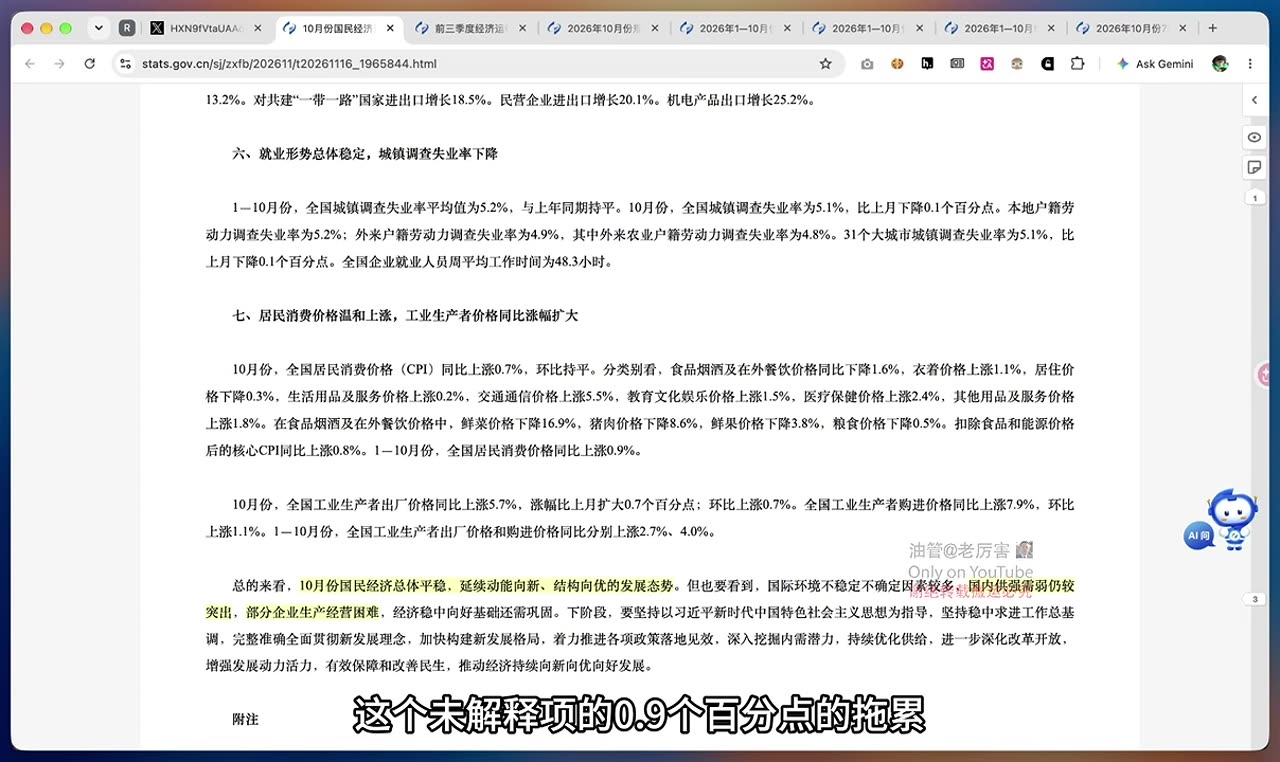 R
HXN9fVtaUAA
10月份国民经济
前三季度经济运
2026年10月份规
2026年1—10月份
2026年1—10月份
2026年1—10月
2026年10月份7
stats.gov.cn/sj/zxfb/202611/t20261116_1965844.html
Ask Gemini
13.2%。对共建“一带一路”国家进出口增长18.5%。民营企业进出口增长20.1%。机电产品出口增长25.2%。
六、就业形势总体稳定，城镇调查失业率下降
1
1—10月份，全国城镇调查失业率平均值为5.2%，与上年同期持平。10月份，全国城镇调查失业率为5.1%，比上月下降0.1个百分点。本地户籍劳
动力调查失业率为5.2%；外来户籍劳动力调查失业率为4.9%，其中外来农业户籍劳动力调查失业率为4.8%。31个大城市城镇调查失业率为5.1%，比
上月下降0.1个百分点。全国企业就业人员周平均工作时间为48.3小时。
七、居民消费价格温和上涨，工业生产者价格同比涨幅扩大
10月份，全国居民消费价格（CPI）同比上涨0.7%，环比持平。分类别看，食品烟酒及在外餐饮价格同比下降1.6%，衣着价格上涨1.1%，居住价
格下降0.3%，生活用品及服务价格上涨0.2%，交通通信价格上涨5.5%，教育文化娱乐价格上涨1.5%，医疗保健价格上涨2.4%，其他用品及服务价格
上涨1.8%。在食品烟酒及在外餐饮价格中，鲜菜价格下降16.9%，猪肉价格下降8.6%，鲜果价格下降3.8%，粮食价格下降0.5%。扣除食品和能源价格
后的核心CPI同比上涨0.8%。1—10月份，全国居民消费价格同比上涨0.9%。
10月份，全国工业生产者出厂价格同比上涨5.7%，涨幅比上月扩大0.7个百分点；环比上涨0.7%。全国工业生产者购进价格同比上涨7.9%，环比
上涨1.1%。1—10月份，全国工业生产者出厂价格和购进价格同比分别上涨2.7%、4.0%。
AI 问
油管@老厉害
Only on YouTube
谢绝转载搬运必究
总的来看，10月份国民经济总体平稳，延续动能向新、结构向优的发展态势。但也要看到，国际环境不稳定不确定因素较多，国内供强需弱仍较
突出，部分企业生产经营困难，经济稳中向好基础还需巩固。下阶段，要坚持以习近平新时代中国特色社会主义思想为指导，坚持稳中求进工作总基
3
调，完整准确全面贯彻新发展理念，加快构建新发展格局，着力推进各项政策落地见效，深入挖掘内需潜力，持续优化供给，进一步深化改革开放，
增强发展动力活力，有效保障和改善民生，推动经济持续向新向优向好发展。
附注
这个未解释项的0.9个百分点的拖累